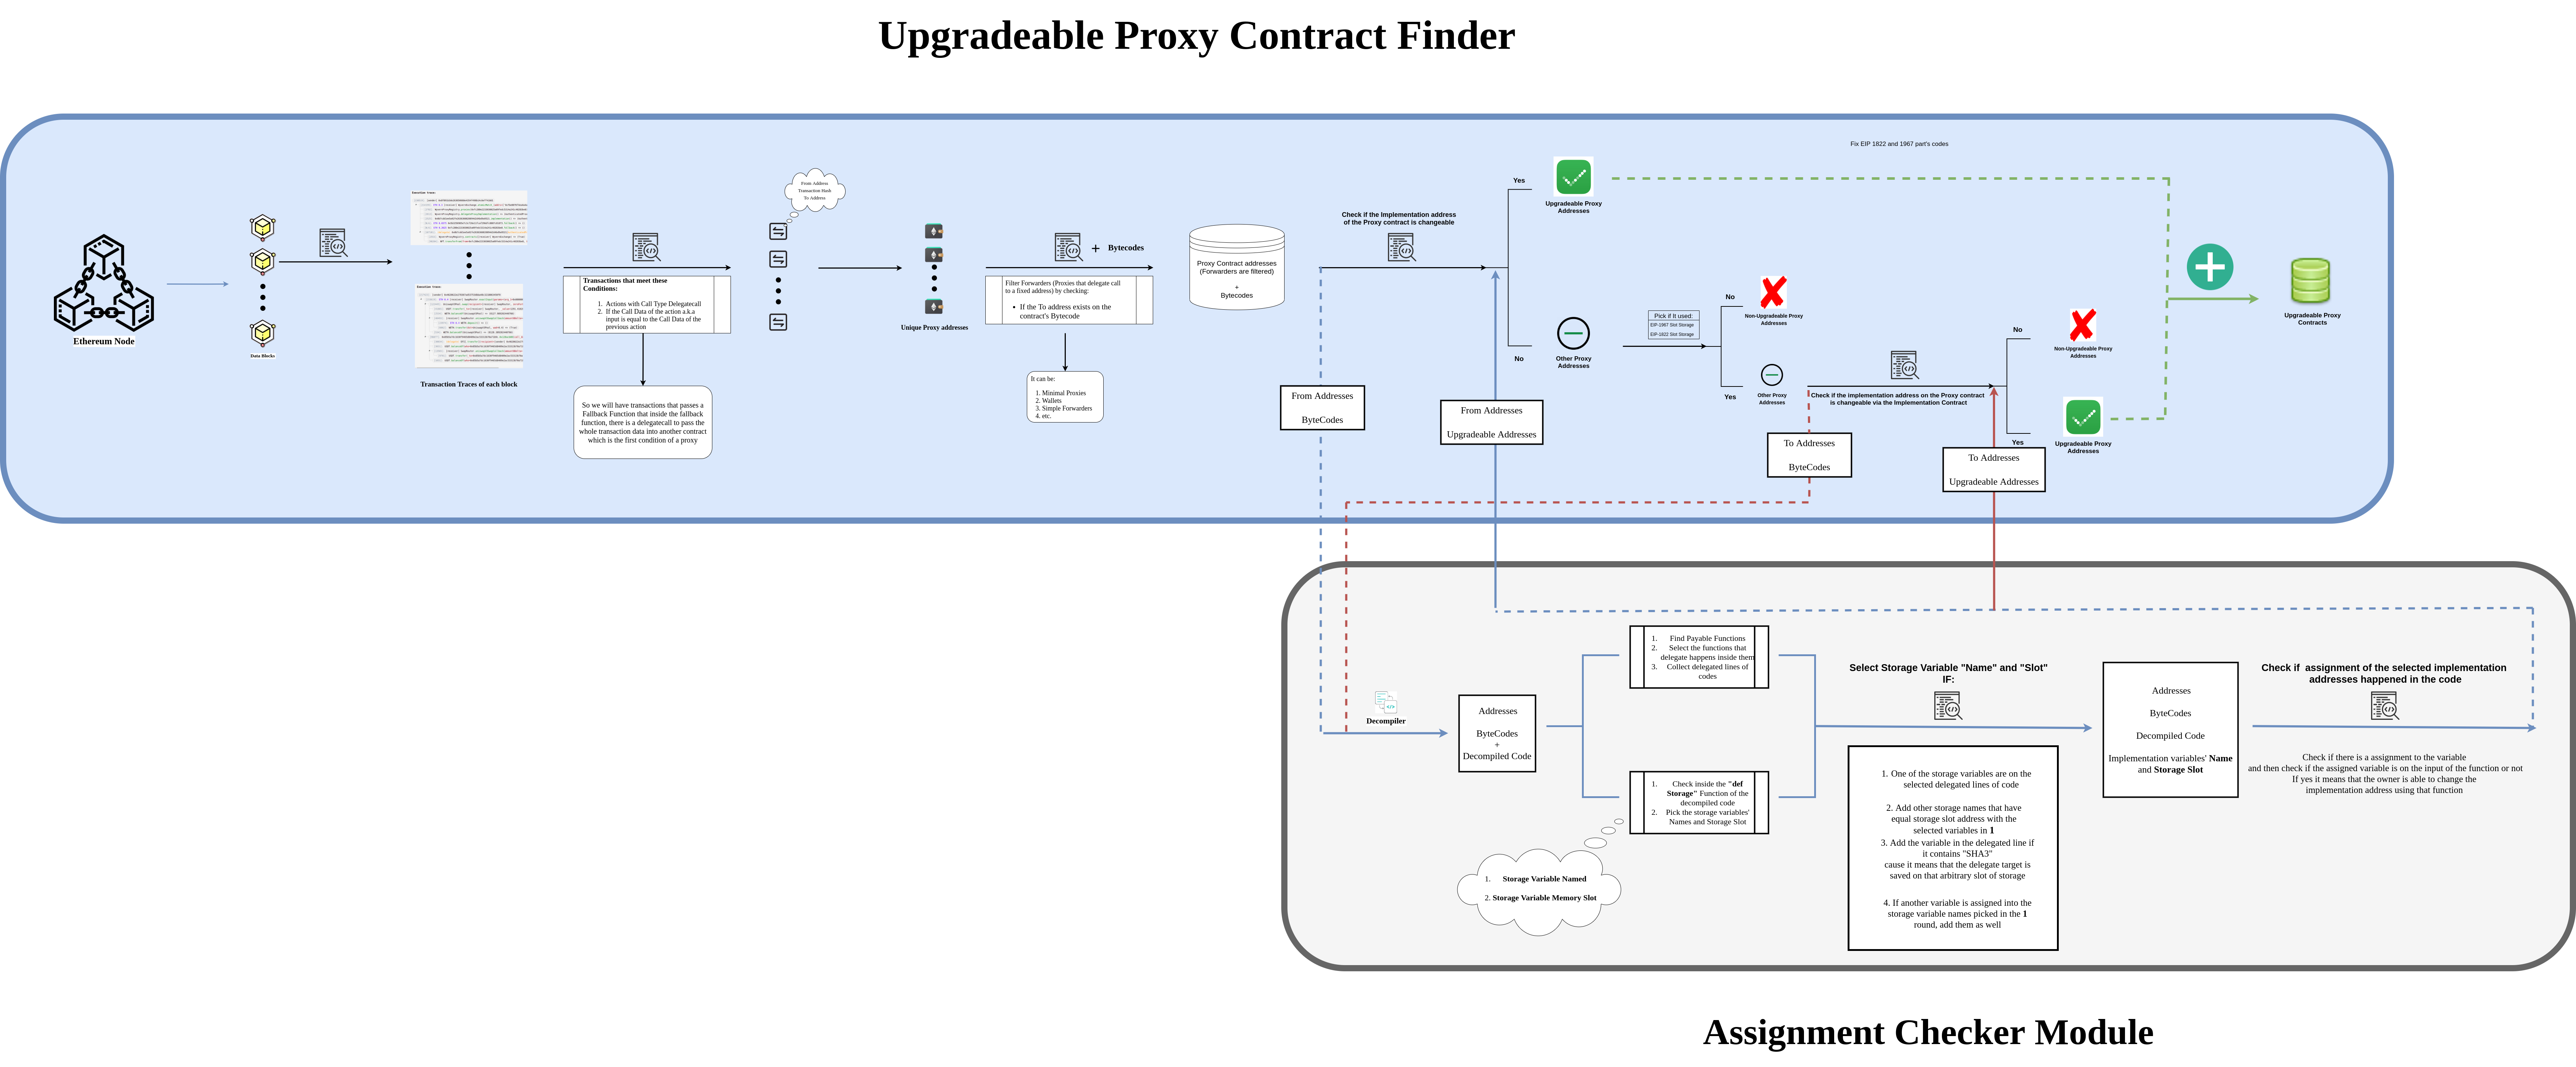 Upgradeable Proxy Contract Finder
Ethereum Node
Data Blocks
Execution trace:
Execution trace:
Transaction Traces of each block
Transactions that meet these
Conditions:
1. Actions with Call Type Delegatecall
2. If the Call Data of the action a.k.a
input is equal to the Call Data of the
previous action
So we will have transactions that passes a
Fallback Function that inside the fallback
function, there is a delegatecall to pass the
whole transaction data into another contract
which is the first condition of a proxy
From Address
Transaction Hash
To Address
Unique Proxy addresses
+ Bytecodes
Filter Forwarders (Proxies that delegate call
to a fixed address) by checking:
• If the To address exists on the
contract's Bytecode
It can be:
1. Minimal Proxies
2. Wallets
3. Simple Forwarders
4. etc.
Proxy Contract addresses
(Forwarders are filtered)
+
Bytecodes
Check if the Implementation address
of the Proxy contract is changeable
From Addresses
ByteCodes
From Addresses
Upgradeable Addresses
Yes
Upgradeable Proxy
Addresses
No
Other Proxy
Addresses
Fix EIP 1822 and 1967 part's codes
Pick if It used:
EIP-1967 Slot Storage
EIP-1822 Slot Storage
No
Non-Upgradeable Proxy
Addresses
Yes
Other Proxy
Addresses
Check if the implementation address on the Proxy contract
is changeable via the Implementation Contract
To Addresses
ByteCodes
To Addresses
Upgradeable Addresses
No
Non-Upgradeable Proxy
Addresses
Yes
Upgradeable Proxy
Addresses
Upgradeable Proxy
Contracts
Decompiler
Addresses
ByteCodes
+
Decompiled Code
1. Find Payable Functions
2. Select the functions that
delegate happens inside them
3. Collect delegated lines of
codes
1. Check inside the "def
Storage" Function of the
decompiled code
2. Pick the storage variables'
Names and Storage Slot
1. Storage Variable Named
2. Storage Variable Memory Slot
Select Storage Variable "Name" and "Slot"
IF:
1. One of the storage variables are on the
selected delegated lines of code
2. Add other storage names that have
equal storage slot address with the
selected variables in 1
3. Add the variable in the delegated line if
it contains "SHA3"
cause it means that the delegate target is
saved on that arbitrary slot of storage
4. If another variable is assigned into the
storage variable names picked in the 1
round, add them as well
Addresses
ByteCodes
Decompiled Code
Implementation variables' Name
and Storage Slot
Check if  assignment of the selected implementation
addresses happened in the code
Check if there is a assignment to the variable
and then check if the assigned variable is on the input of the function or not
If yes it means that the owner is able to change the
implementation address using that function
Assignment Checker Module